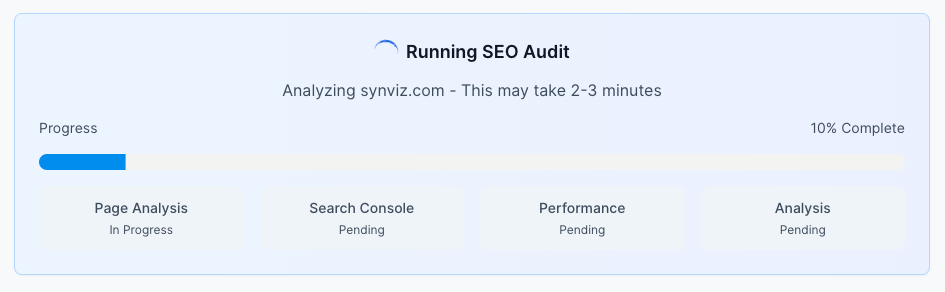 Running SEO Audit
Analyzing synviz.com - This may take 2-3 minutes
Progress
10% Complete
Page Analysis
In Progress
Search Console
Pending
Performance
Pending
Analysis
Pending